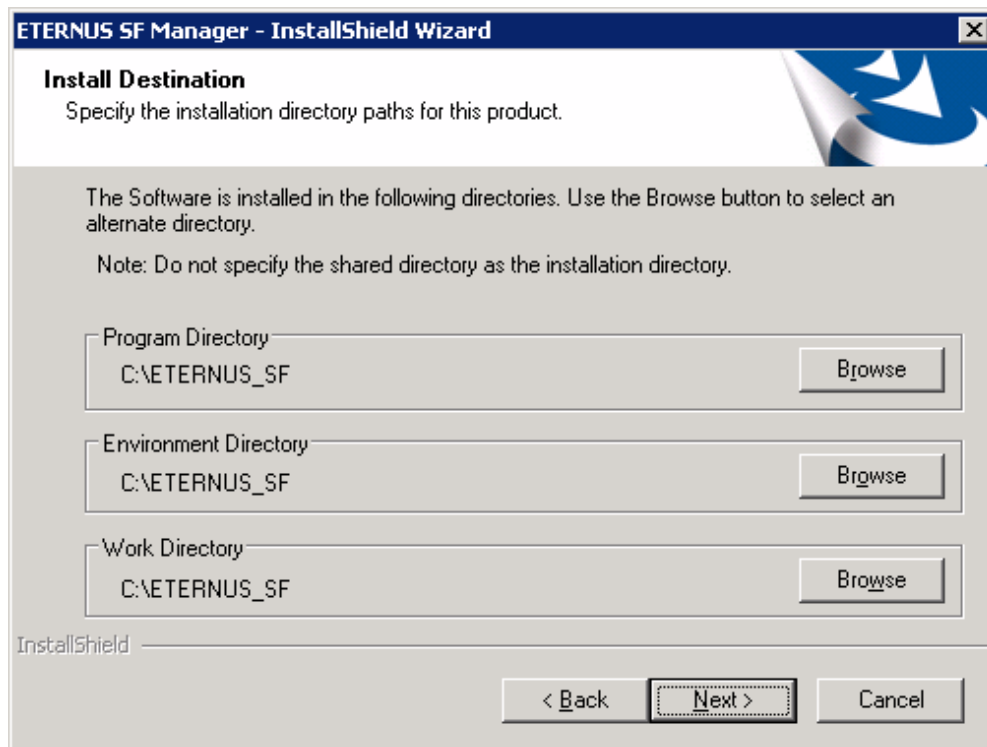 ETERNUS SF Manager - InstallShield Wizard
Install Destination
Specify the installation directory paths for this product.
The Software is installed in the following directories. Use the Browse button to select an
alternate directory.
Note: Do not specify the shared directory as the installation directory.
Program Directory
C:\ETERNUS_SF
Browse
Environment Directory
C:\ETERNUS_SF
Browse
Work Directory
C:\ETERNUS_SF
Browse
InstallShield
< Back
Next >
Cancel